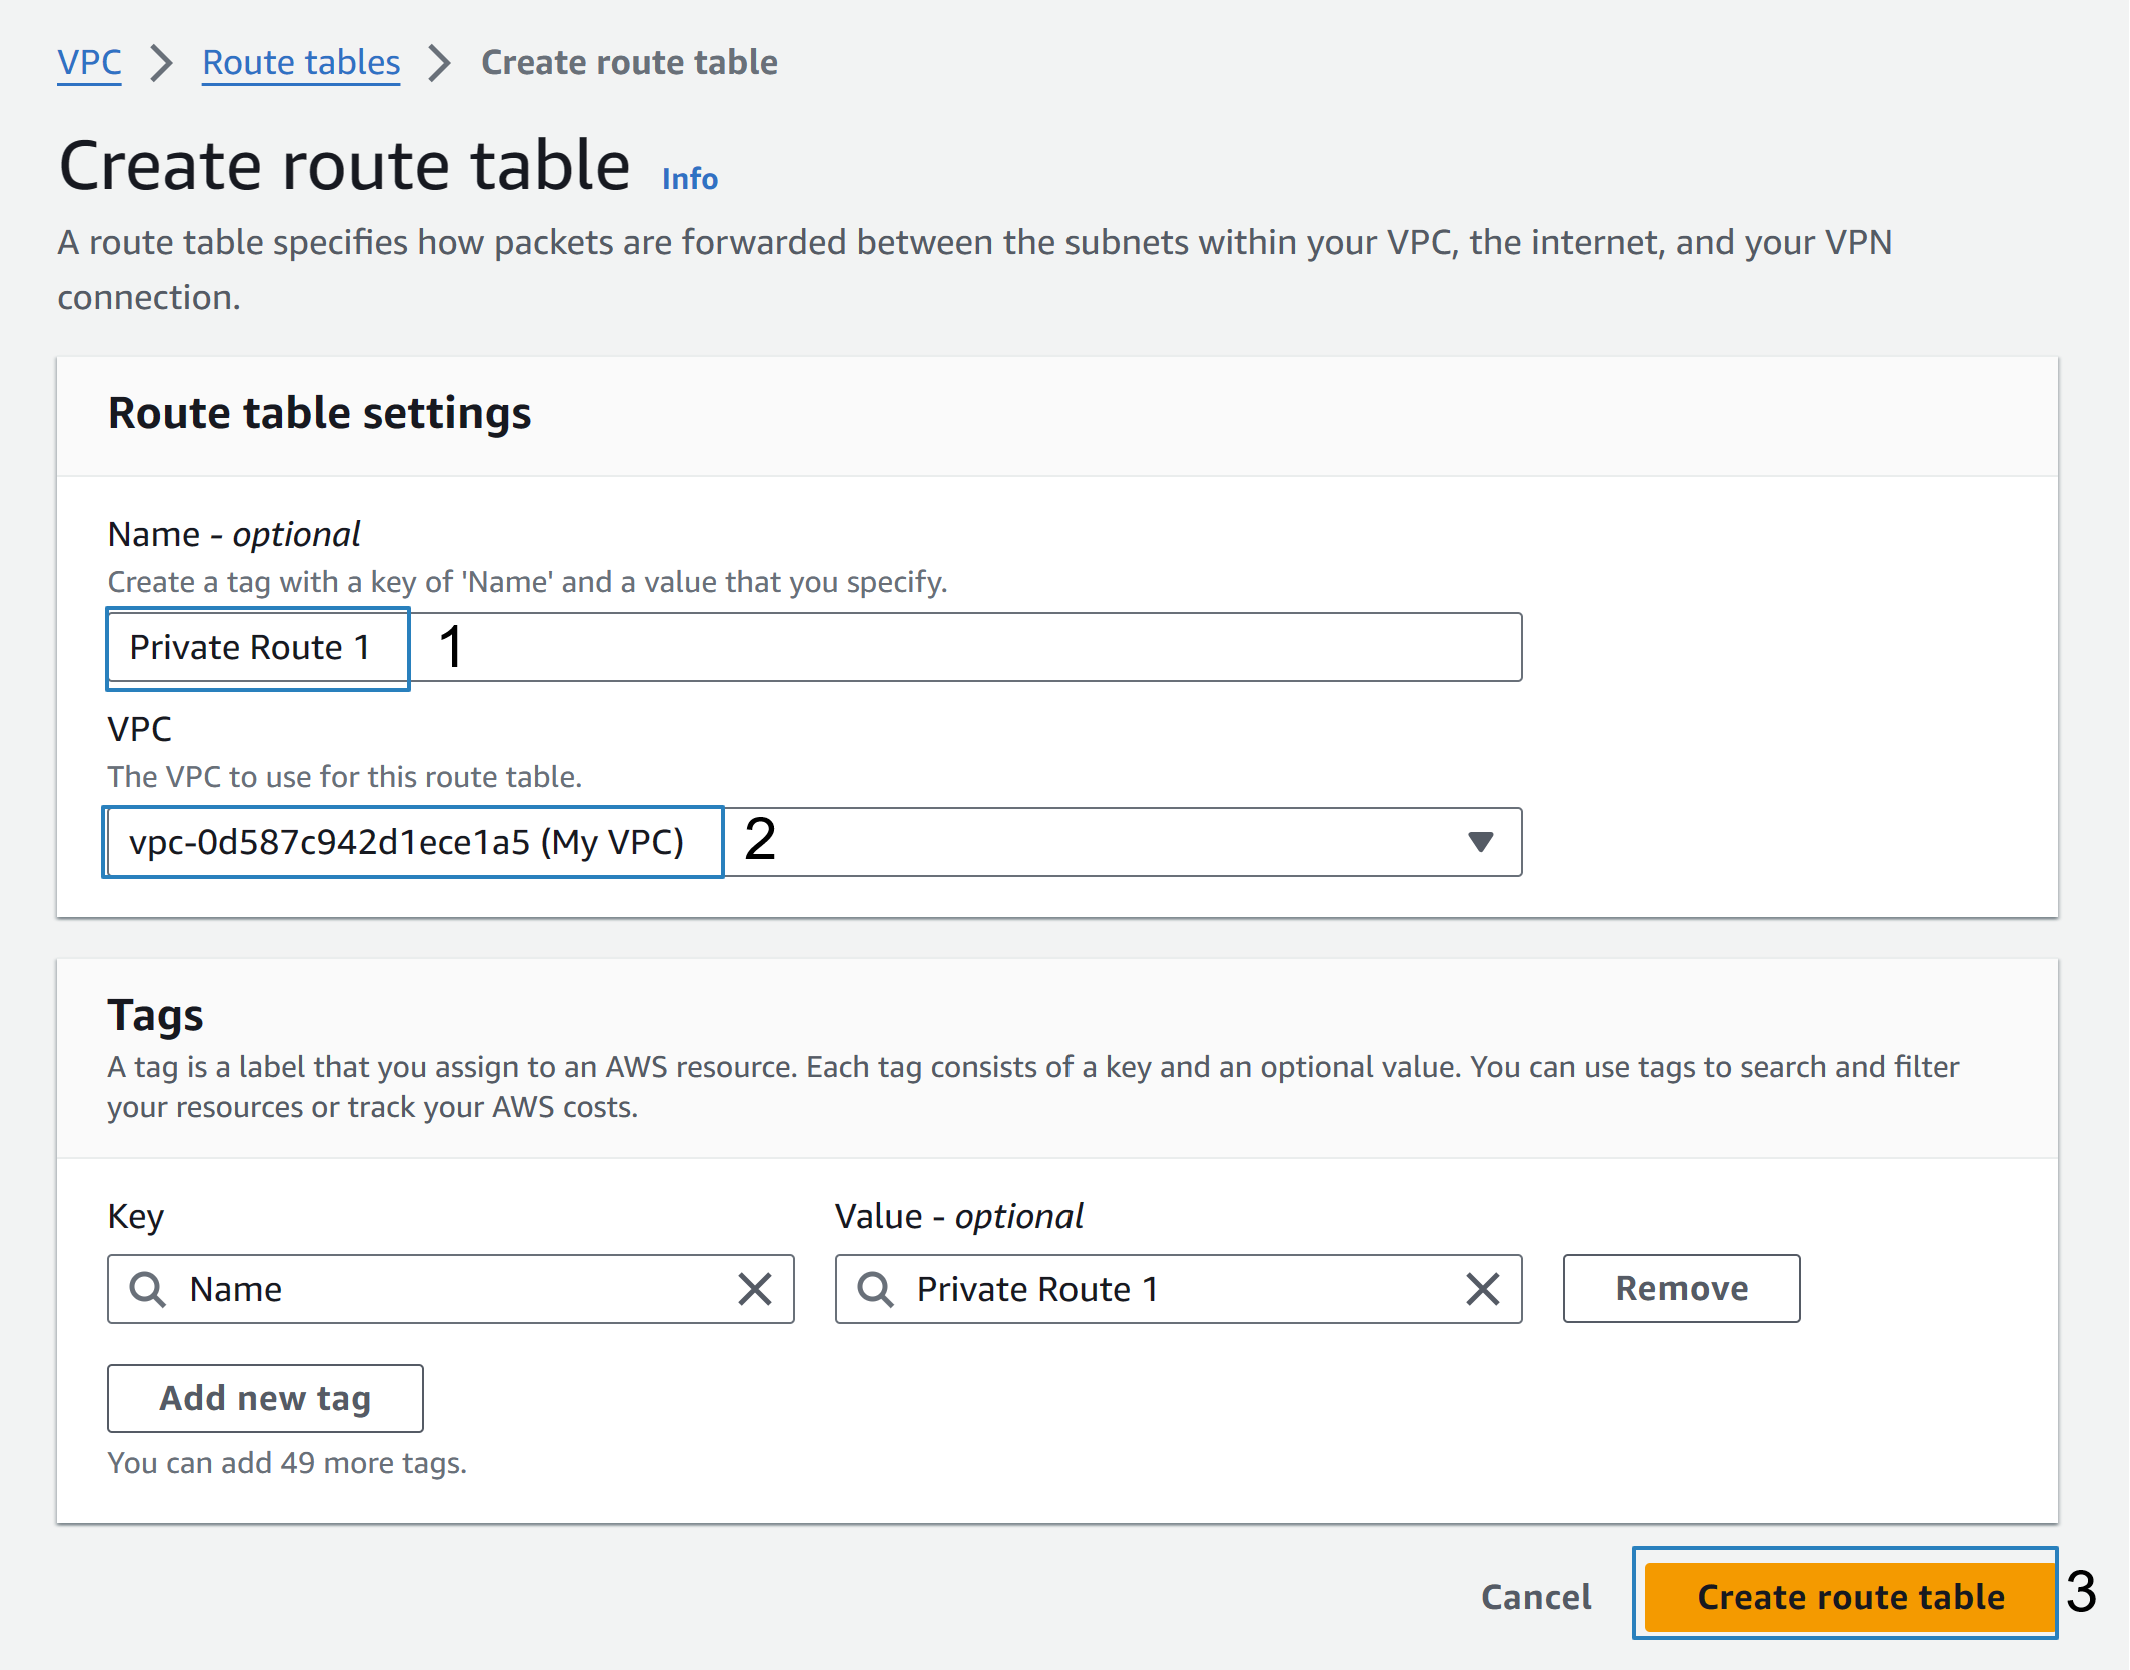 VPC > Route tables > Create route table
Create route table Info
A route table specifies how packets are forwarded between the subnets within your VPC, the internet, and your VPN
connection.
Route table settings
Name - optional
Create a tag with a key of 'Name' and a value that you specify.
Private Route 1 1
VPC
The VPC to use for this route table.
vpc-0d587c942d1ece1a5 (My VPC) 2
Tags
A tag is a label that you assign to an AWS resource. Each tag consists of a key and an optional value. You can use tags to search and filter
your resources or track your AWS costs.
Key Value - optional
Name Private Route 1 Remove
Add new tag
You can add 49 more tags.
Cancel Create route table 3